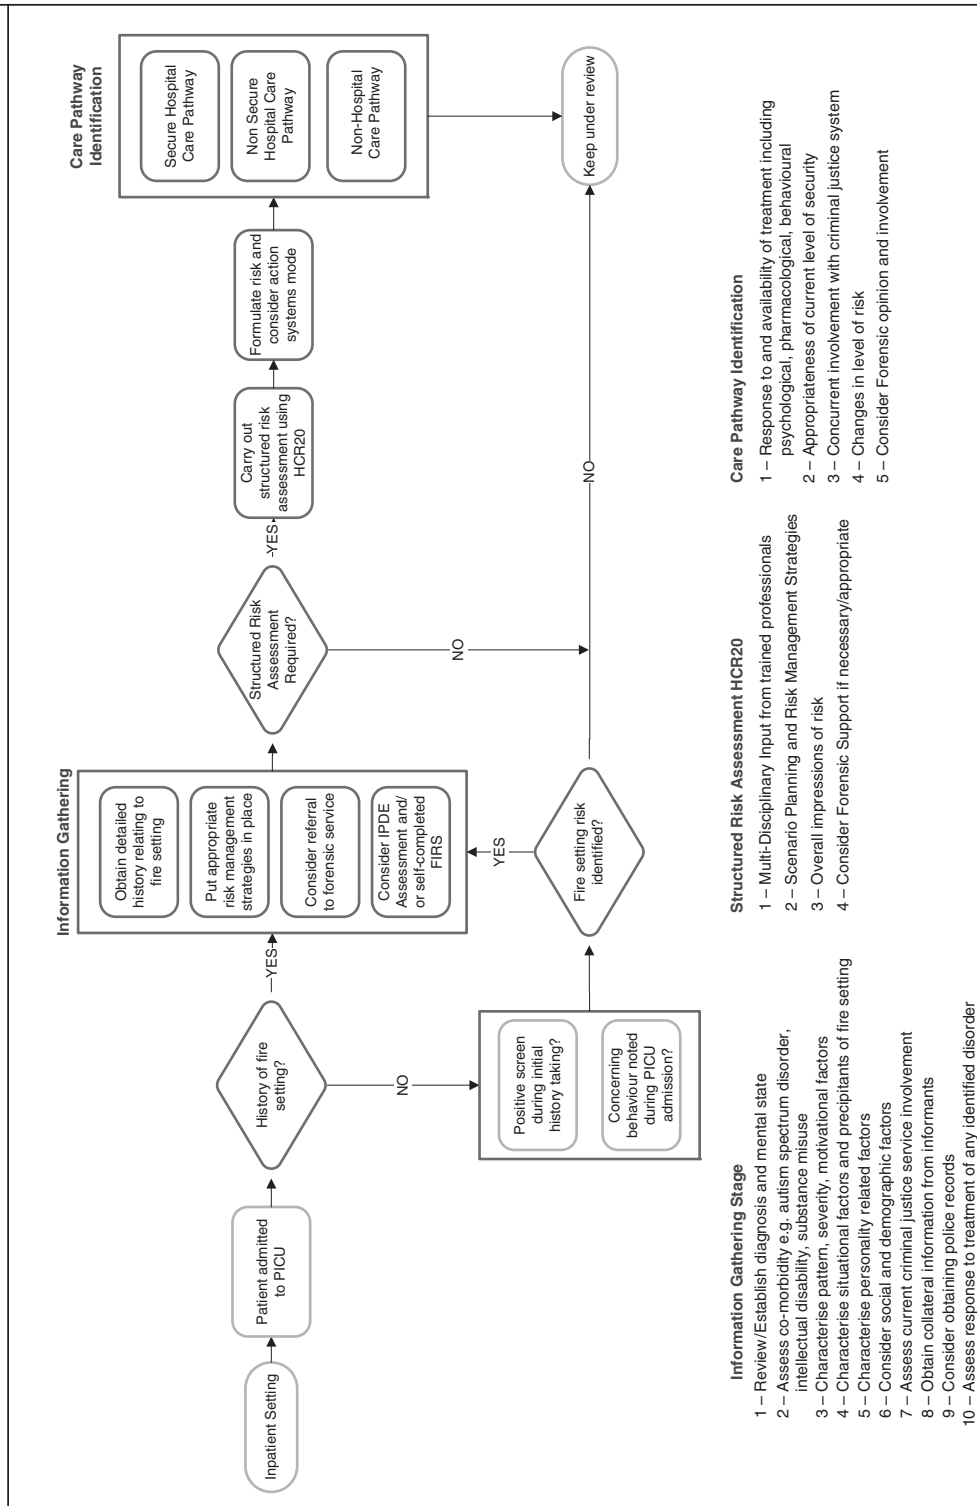 Inpatient Setting
Patient admitted
to PICU
History of fire
setting?
YES
NO
Positive screen
during initial
history taking?
Concerning
behaviour noted
during PICU
admission?
Fire setting risk
identified?
YES
NO
Information Gathering
Obtain detailed
history relating to
fire setting
Put appropriate
risk management
strategies in place
Consider referral
to forensic service
Consider IPDE
Assessment and/
or self-completed
FIRS
Structured Risk
Assessment
Required?
YES
NO
Carry out
structured risk
assessment using
HCR20
Formulate risk and
consider action
systems mode
Care Pathway
Identification
Secure Hospital
Care Pathway
Non Secure
Hospital Care
Pathway
Non-Hospital
Care Pathway
Keep under review
Information Gathering Stage
1 – Review/Establish diagnosis and mental state
2 – Assess co-morbidity e.g. autism spectrum disorder,
intellectual disability, substance misuse
3 – Characterise pattern, severity, motivational factors
4 – Characterise situational factors and precipitants of fire setting
5 – Characterise personality related factors
6 – Consider social and demographic factors
7 – Assess current criminal justice service involvement
8 – Obtain collateral information from informants
9 – Consider obtaining police records
10 – Assess response to treatment of any identified disorder
Structured Risk Assessment HCR20
1 – Multi-Disciplinary Input from trained professionals
2 – Scenario Planning and Risk Management Strategies
3 – Overall impressions of risk
4 – Consider Forensic Support if necessary/appropriate
Care Pathway Identification
1 – Response to and availability of treatment including
psychological, pharmacological, behavioural
2 – Appropriateness of current level of security
3 – Concurrent involvement with criminal justice system
4 – Changes in level of risk
5 – Consider Forensic opinion and involvement